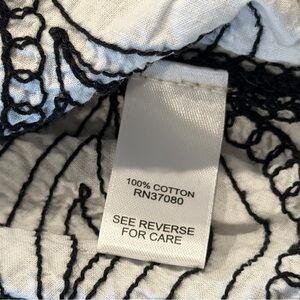 100% COTTON
RN37080
SEE REVERSE
FOR CARE